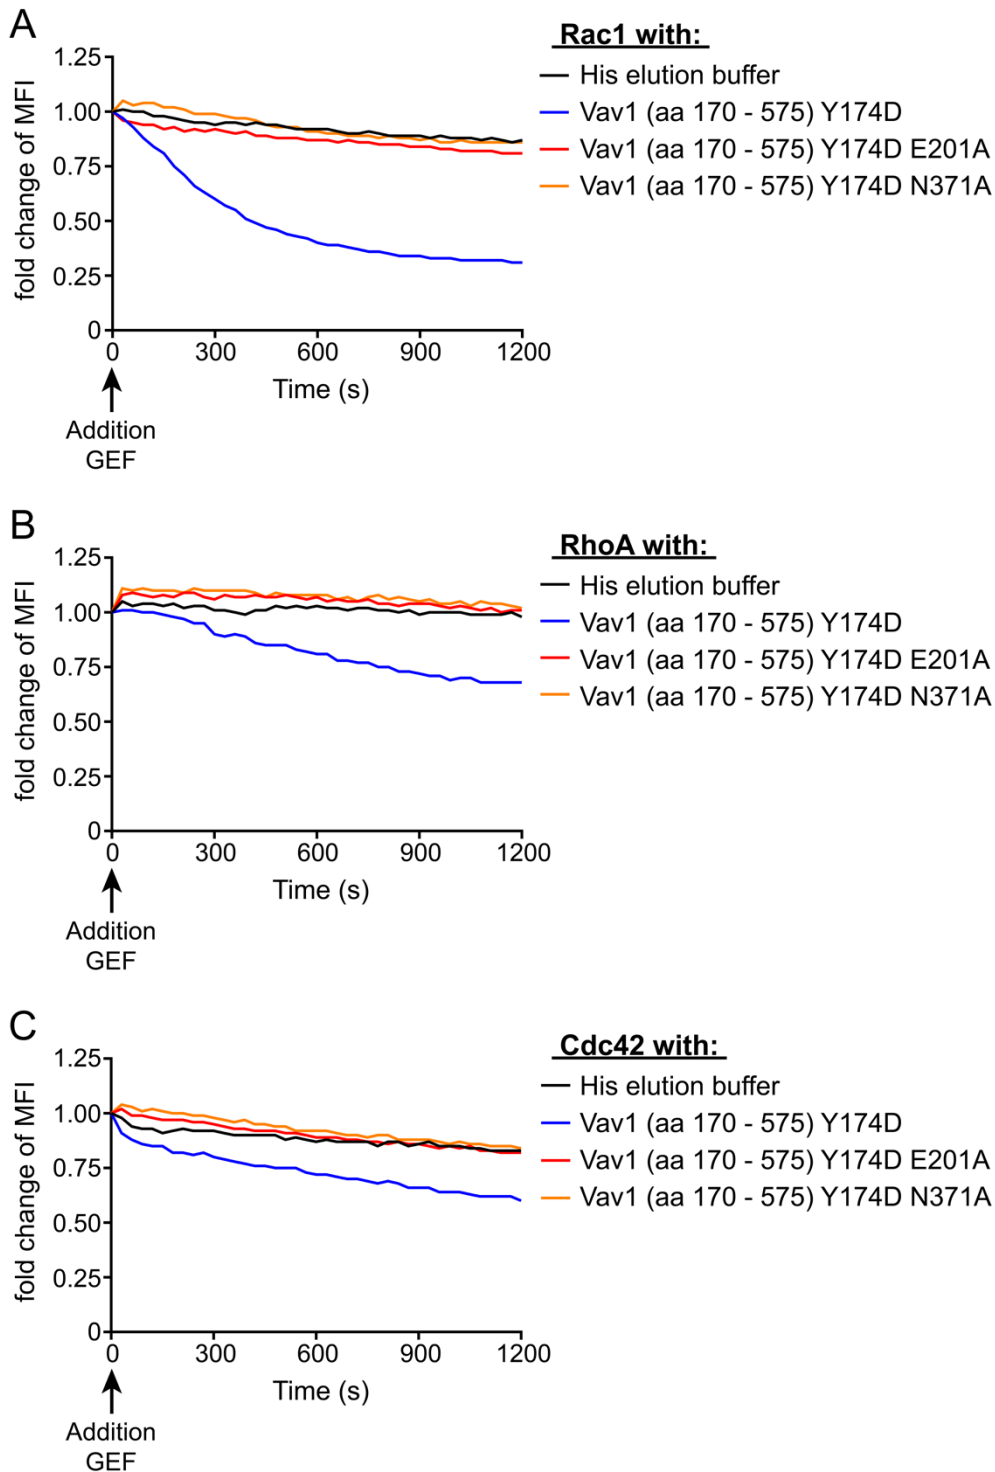 A
Rac1 with:
His elution buffer
Vav1 (aa 170 - 575) Y174D
Vav1 (aa 170 - 575) Y174D E201A
Vav1 (aa 170 - 575) Y174D N371A
fold change of MFI
1.25
1.00
0.75
0.50
0.25
0
0 300 600 900 1200
Time (s)
Addition
GEF
B
RhoA with:
His elution buffer
Vav1 (aa 170 - 575) Y174D
Vav1 (aa 170 - 575) Y174D E201A
Vav1 (aa 170 - 575) Y174D N371A
fold change of MFI
1.25
1.00
0.75
0.50
0.25
0
0 300 600 900 1200
Time (s)
Addition
GEF
C
Cdc42 with:
His elution buffer
Vav1 (aa 170 - 575) Y174D
Vav1 (aa 170 - 575) Y174D E201A
Vav1 (aa 170 - 575) Y174D N371A
fold change of MFI
1.25
1.00
0.75
0.50
0.25
0
0 300 600 900 1200
Time (s)
Addition
GEF